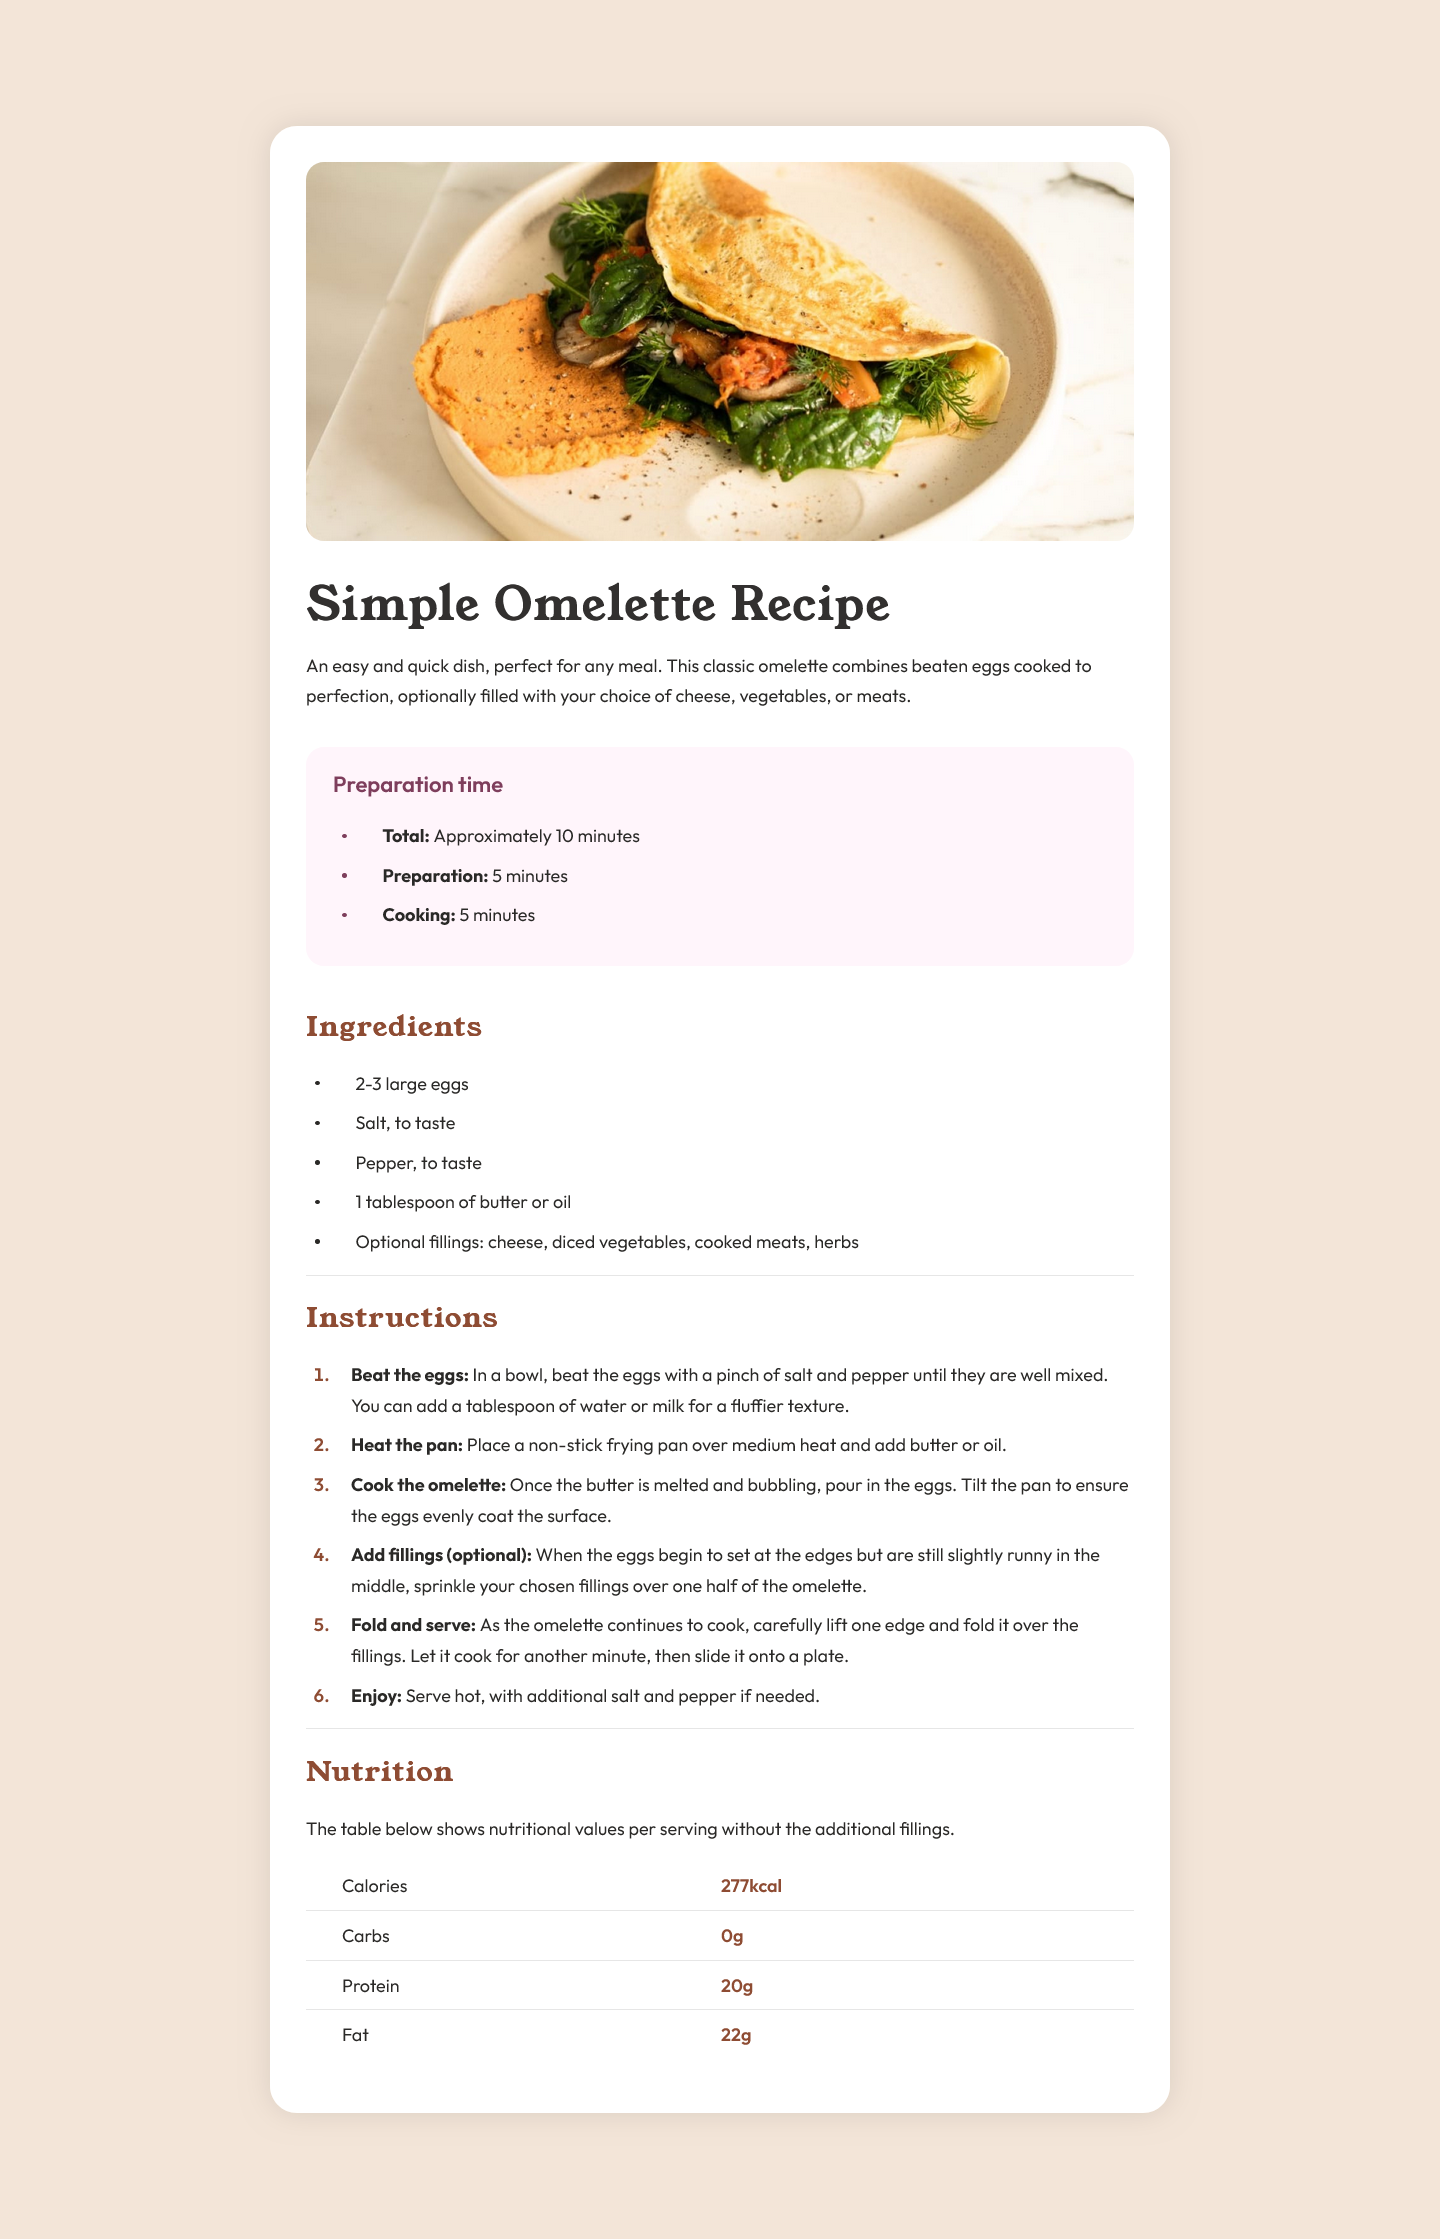 Simple Omelette Recipe
An easy and quick dish, perfect for any meal. This classic omelette combines beaten eggs cooked to
perfection, optionally filled with your choice of cheese, vegetables, or meats.
Preparation time
• Total: Approximately 10 minutes
• Preparation: 5 minutes
• Cooking: 5 minutes
Ingredients
• 2-3 large eggs
• Salt, to taste
• Pepper, to taste
• 1 tablespoon of butter or oil
• Optional fillings: cheese, diced vegetables, cooked meats, herbs
Instructions
1. Beat the eggs: In a bowl, beat the eggs with a pinch of salt and pepper until they are well mixed.
You can add a tablespoon of water or milk for a fluffier texture.
2. Heat the pan: Place a non-stick frying pan over medium heat and add butter or oil.
3. Cook the omelette: Once the butter is melted and bubbling, pour in the eggs. Tilt the pan to ensure
the eggs evenly coat the surface.
4. Add fillings (optional): When the eggs begin to set at the edges but are still slightly runny in the
middle, sprinkle your chosen fillings over one half of the omelette.
5. Fold and serve: As the omelette continues to cook, carefully lift one edge and fold it over the
fillings. Let it cook for another minute, then slide it onto a plate.
6. Enjoy: Serve hot, with additional salt and pepper if needed.
Nutrition
The table below shows nutritional values per serving without the additional fillings.
Calories 277kcal
Carbs 0g
Protein 20g
Fat 22g